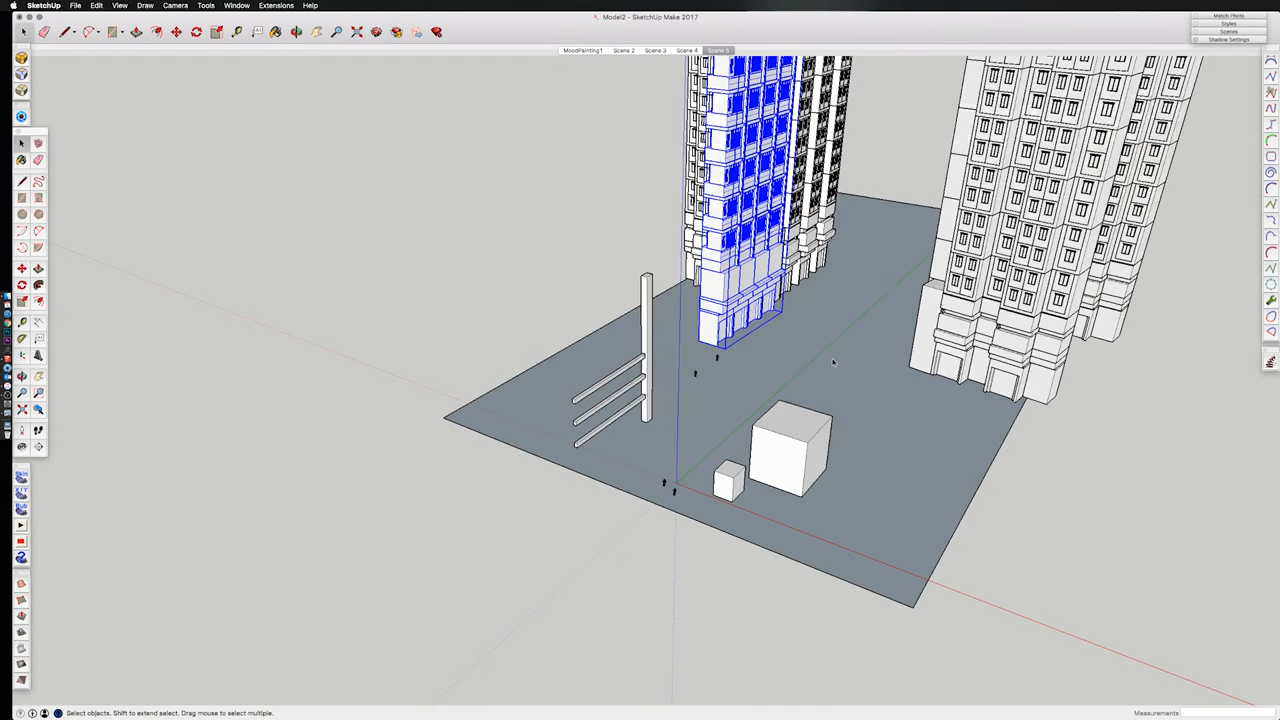 SketchUp File Edit View Draw Camera Tools Window Extensions Help
Model2 - SketchUp Make 2017
Match Photo
Styles
Scenes
Shadow Settings
MoodPainting1 Scene 2 Scene 3 Scene 4 Scene 5
Skin
X/Y
Bub
Select objects. Shift to extend select. Drag mouse to select multiple.
Measurements